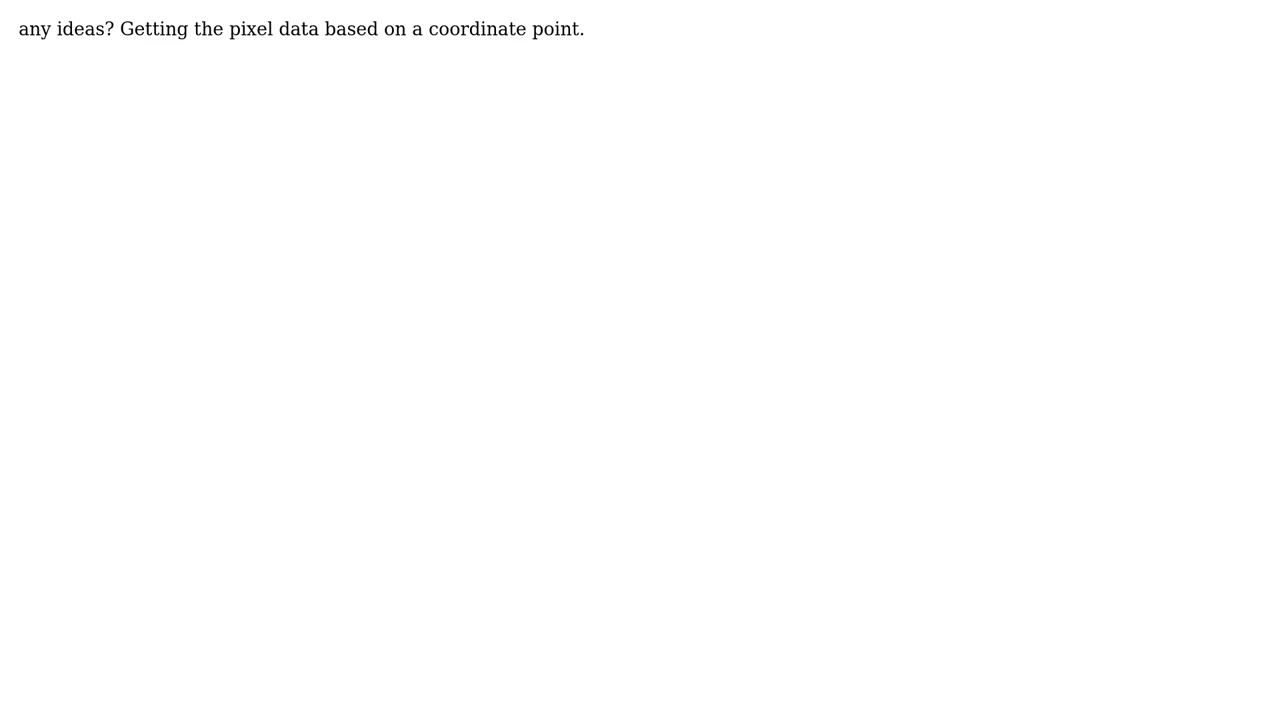 any ideas? Getting the pixel data based on a coordinate point.